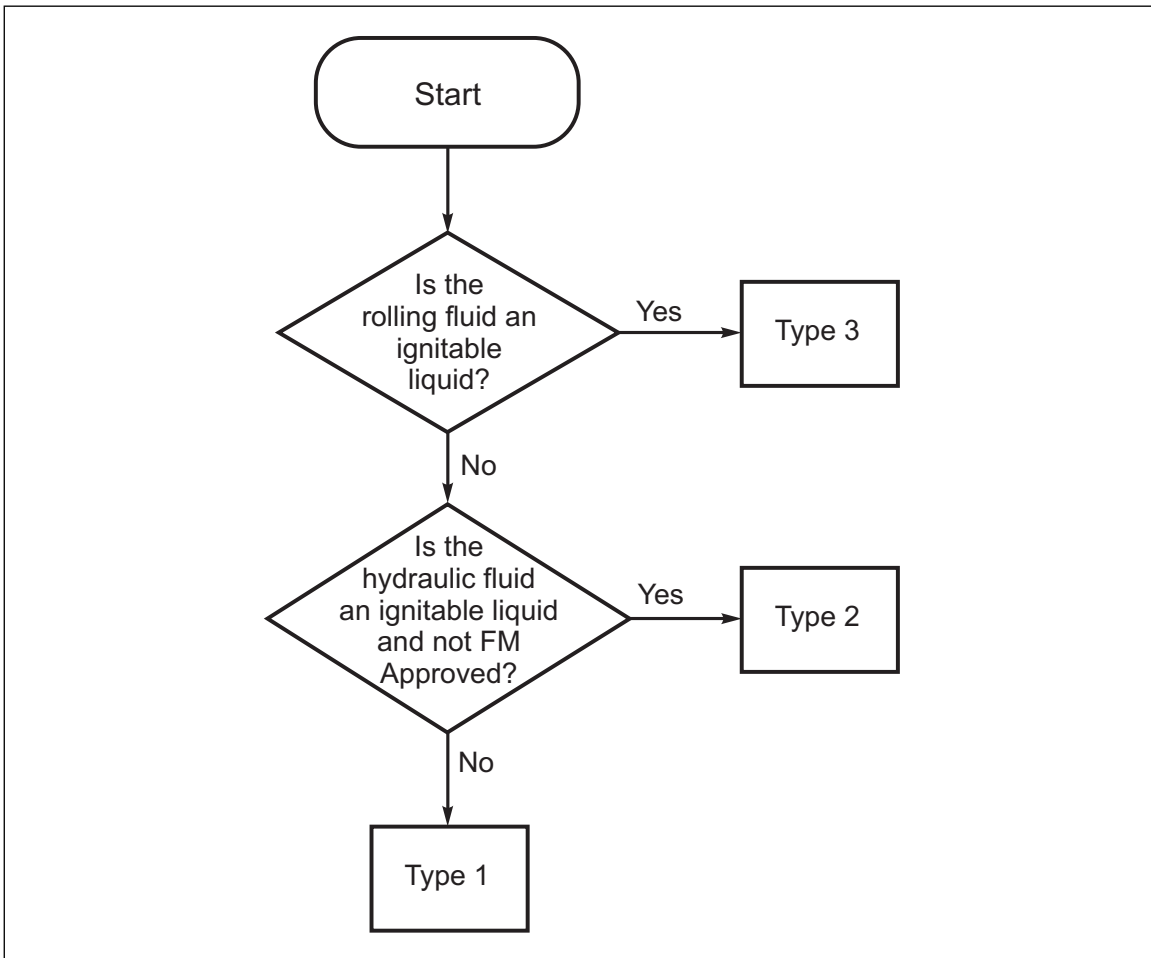 Start
Is the
rolling fluid an
ignitable
liquid?
Yes
Type 3
No
Is the
hydraulic fluid
an ignitable liquid
and not FM
Approved?
Yes
Type 2
No
Type 1